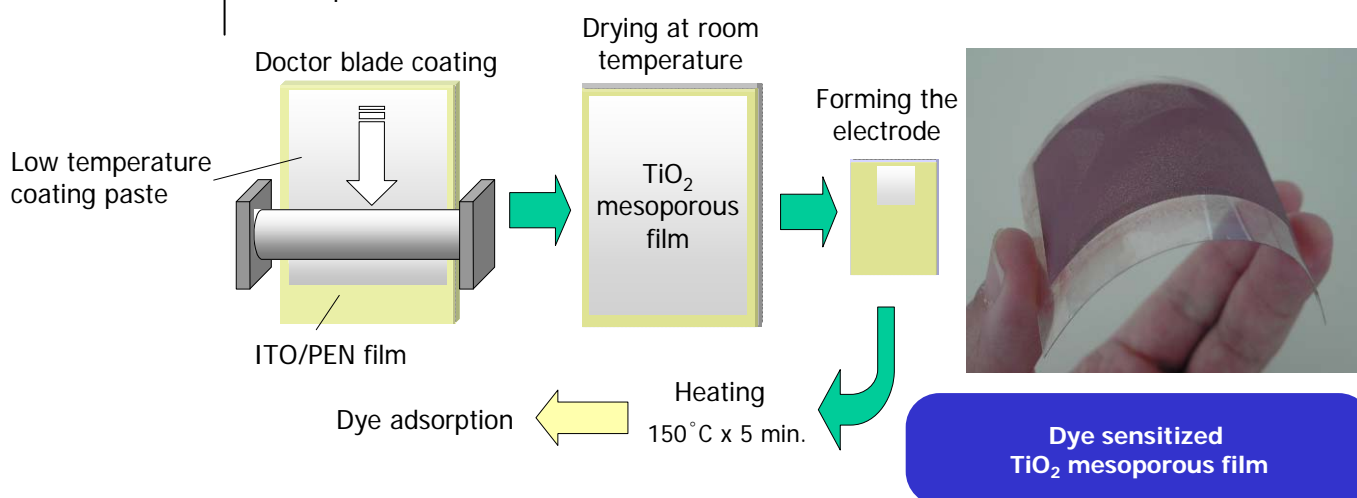 Doctor blade coating
Low temperature
coating paste
ITO/PEN film
Drying at room
temperature
TiO₂
mesoporous
film
Forming the
electrode
Heating
150˚C x 5 min.
Dye adsorption
Dye sensitized
TiO₂ mesoporous film